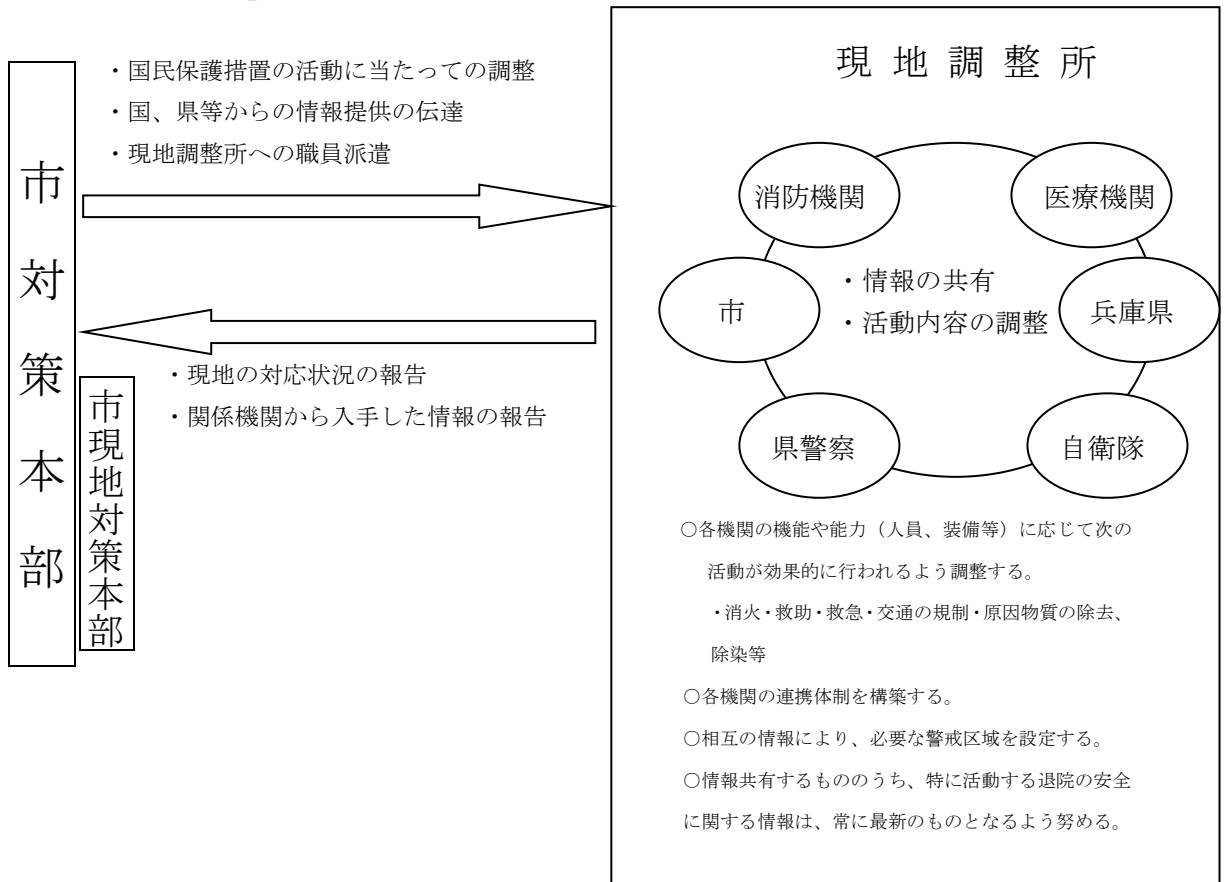 ・国民保護措置の活動に当たっての調整
・国、県等からの情報提供の伝達
・現地調整所への職員派遣
市対策本部
・現地の対応状況の報告
・関係機関から入手した情報の報告
市現地対策本部
現地調整所
消防機関
医療機関
市
・情報の共有
・活動内容の調整
兵庫県
県警察
自衛隊
○各機関の機能や能力（人員、装備等）に応じて次の
活動が効果的に行われるよう調整する。
・消火・救助・救急・交通の規制・原因物質の除去、
除染等
○各機関の連携体制を構築する。
○相互の情報により、必要な警戒区域を設定する。
○情報共有するもののうち、特に活動する退院の安全
に関する情報は、常に最新のものとなるよう努める。